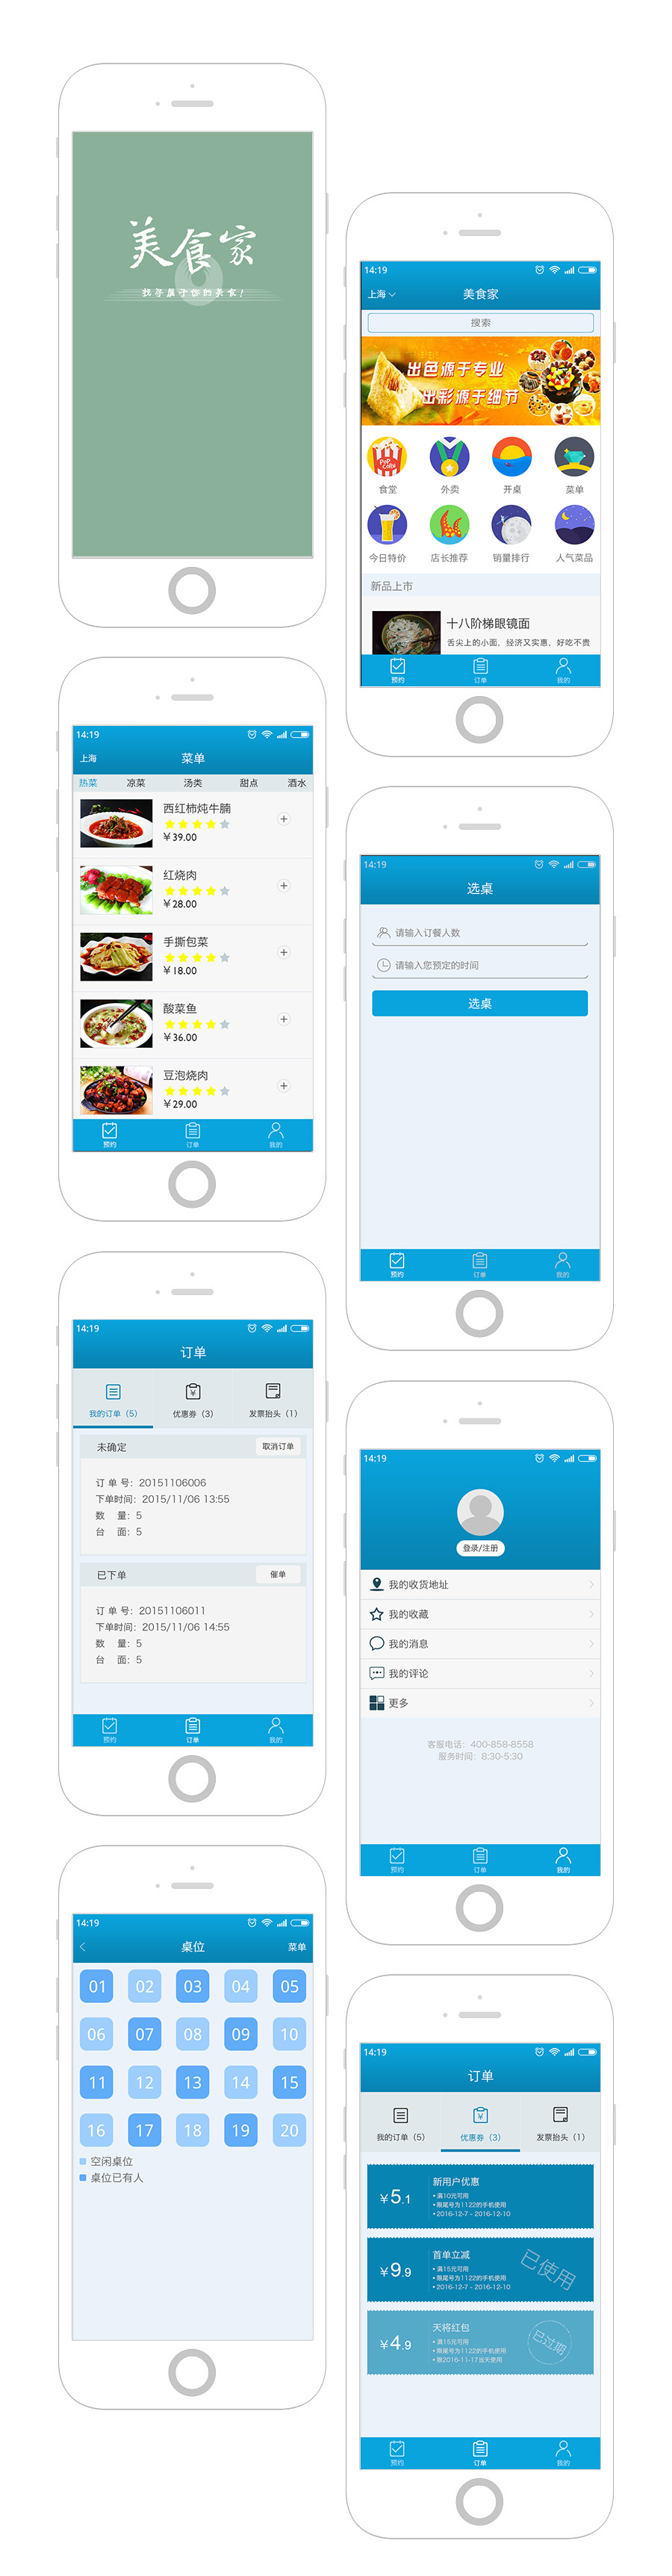 美食家
找寻属于你的美食!
14:19
上海
美食家
搜索
出色源于专业
出彩源于细节
食堂
外卖
开桌
菜单
今日特价
店长推荐
销量排行
人气菜品
新品上市
十八阶梯眼镜面
舌尖上的小面，经济又实惠，好吃不贵
预约
订单
我的
14:19
上海
菜单
热菜
凉菜
汤类
甜点
酒水
西红柿炖牛腩
￥39.00
红烧肉
￥28.00
手撕包菜
￥18.00
酸菜鱼
￥36.00
豆泡烧肉
￥29.00
预约
订单
我的
14:19
选桌
请输入订餐人数
请输入您预定的时间
选桌
预约
订单
我的
14:19
订单
我的订单（5）
优惠券（3）
发票抬头（1）
未确定
取消订单
订 单 号：20151106006
下单时间：2015/11/06 13:55
数 量：5
台 面：5
已下单
催单
订 单 号：20151106011
下单时间：2015/11/06 14:55
数 量：5
台 面：5
预约
订单
我的
14:19
登录/注册
我的收货地址
我的收藏
我的消息
我的评论
更多
客服电话：400-858-8558
服务时间：8:30-5:30
预约
订单
我的
14:19
桌位
菜单
01 02 03 04 05
06 07 08 09 10
11 12 13 14 15
16 17 18 19 20
空闲桌位
桌位已有人
14:19
订单
我的订单（5）
优惠券（3）
发票抬头（1）
￥5.1
新用户优惠
• 满10元可用
• 限尾号为1122的手机使用
• 2016-12-7 - 2016-12-10
￥9.9
首单立减
• 满15元可用
• 限尾号为1122的手机使用
• 2016-12-7 - 2016-12-10
已使用
￥4.9
天将红包
• 满15元可用
• 限尾号为1122的手机使用
• 限2016-11-17当天使用
已过期
预约
订单
我的